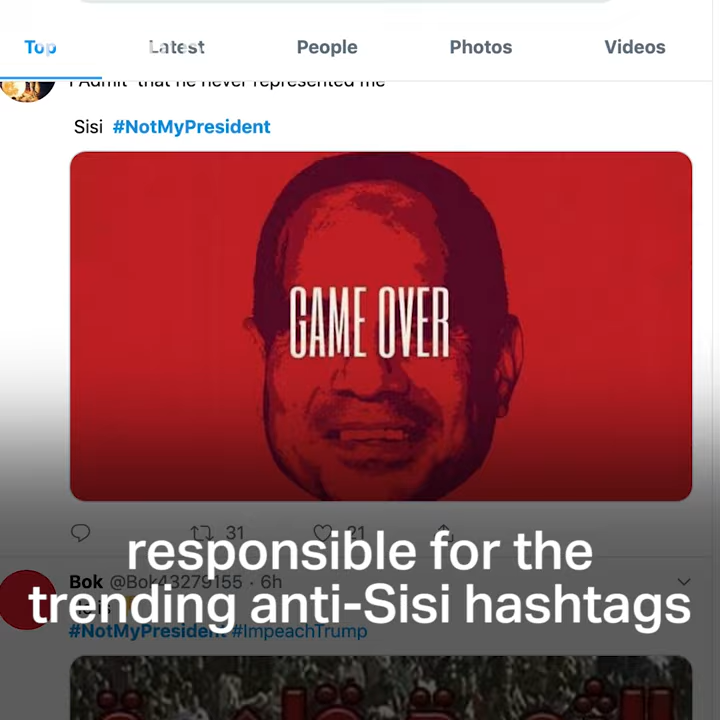 Top Latest People Photos Videos
I Admit that he never represented me
Sisi #NotMyPresident
GAME OVER
31 21
responsible for the
Bok @Bok43279155 · 6h
trending anti-Sisi hashtags
#NotMyPresident #ImpeachTrump